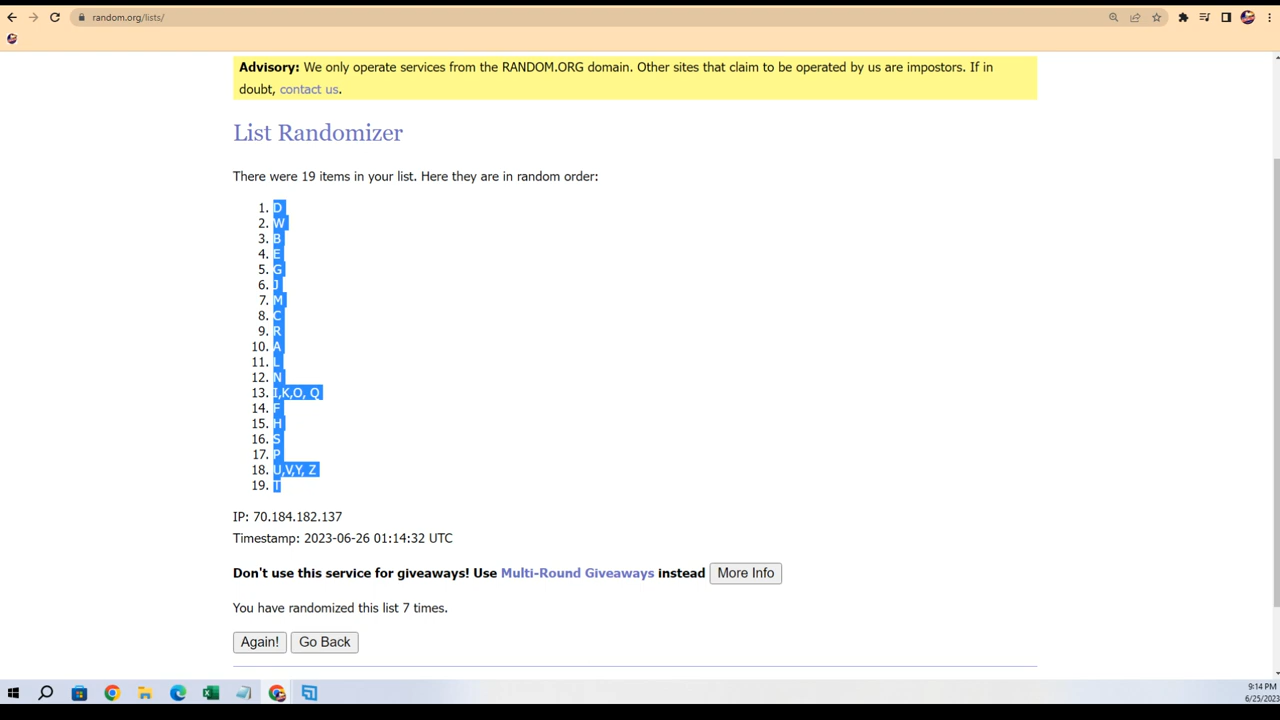 random.org/lists/
Advisory: We only operate services from the RANDOM.ORG domain. Other sites that claim to be operated by us are impostors. If in
doubt, contact us.
List Randomizer
There were 19 items in your list. Here they are in random order:
1. D
2. W
3. B
4. E
5. G
6. J
7. M
8. C
9. R
10. A
11. L
12. N
13. I,K,O, Q
14. F
15. H
16. S
17. P
18. U,V,Y, Z
19. T
IP: 70.184.182.137
Timestamp: 2023-06-26 01:14:32 UTC
Don't use this service for giveaways! Use Multi-Round Giveaways instead More Info
You have randomized this list 7 times.
Again! Go Back
9:14 PM
6/25/2023